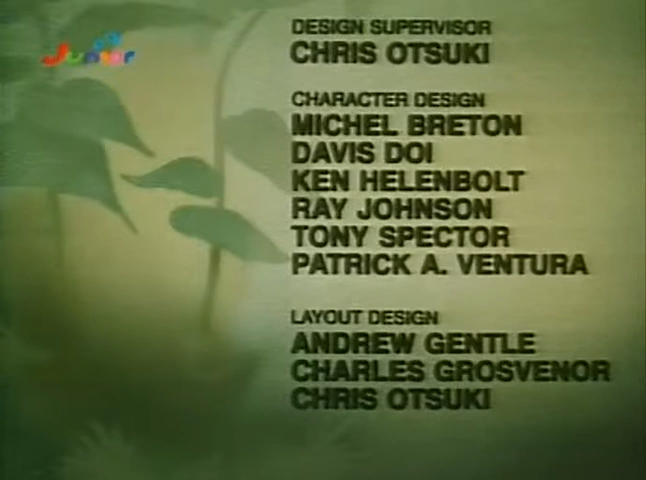 Junior
DESIGN SUPERVISOR
CHRIS OTSUKI
CHARACTER DESIGN
MICHEL BRETON
DAVIS DOI
KEN HELENBOLT
RAY JOHNSON
TONY SPECTOR
PATRICK A. VENTURA
LAYOUT DESIGN
ANDREW GENTLE
CHARLES GROSVENOR
CHRIS OTSUKI